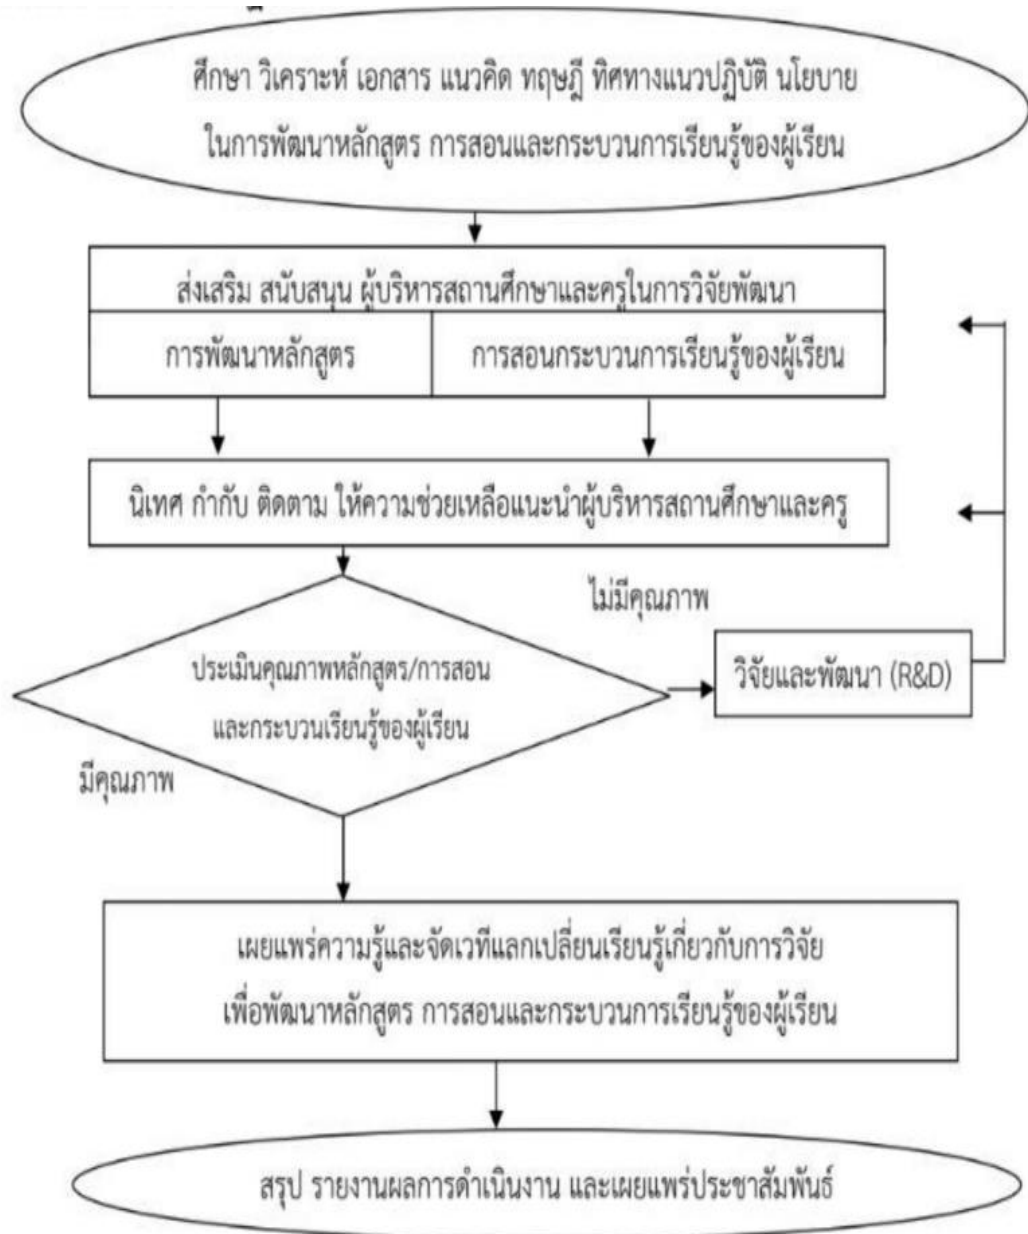 ศึกษา วิเคราะห์ เอกสาร แนวคิด ทฤษฎี ทิศทางแนวปฏิบัติ นโยบาย
ในการพัฒนาหลักสูตร การสอนและกระบวนการเรียนรู้ของผู้เรียน
ส่งเสริม สนับสนุน ผู้บริหารสถานศึกษาและครูในการวิจัยพัฒนา
การพัฒนาหลักสูตร
การสอนกระบวนการเรียนรู้ของผู้เรียน
นิเทศ กำกับ ติดตาม ให้ความช่วยเหลือแนะนำผู้บริหารสถานศึกษาและครู
ไม่มีคุณภาพ
ประเมินคุณภาพหลักสูตร/การสอน
และกระบวนเรียนรู้ของผู้เรียน
วิจัยและพัฒนา (R&D)
มีคุณภาพ
เผยแพร่ความรู้และจัดเวทีแลกเปลี่ยนเรียนรู้เกี่ยวกับการวิจัย
เพื่อพัฒนาหลักสูตร การสอนและกระบวนการเรียนรู้ของผู้เรียน
สรุป รายงานผลการดำเนินงาน และเผยแพร่ประชาสัมพันธ์